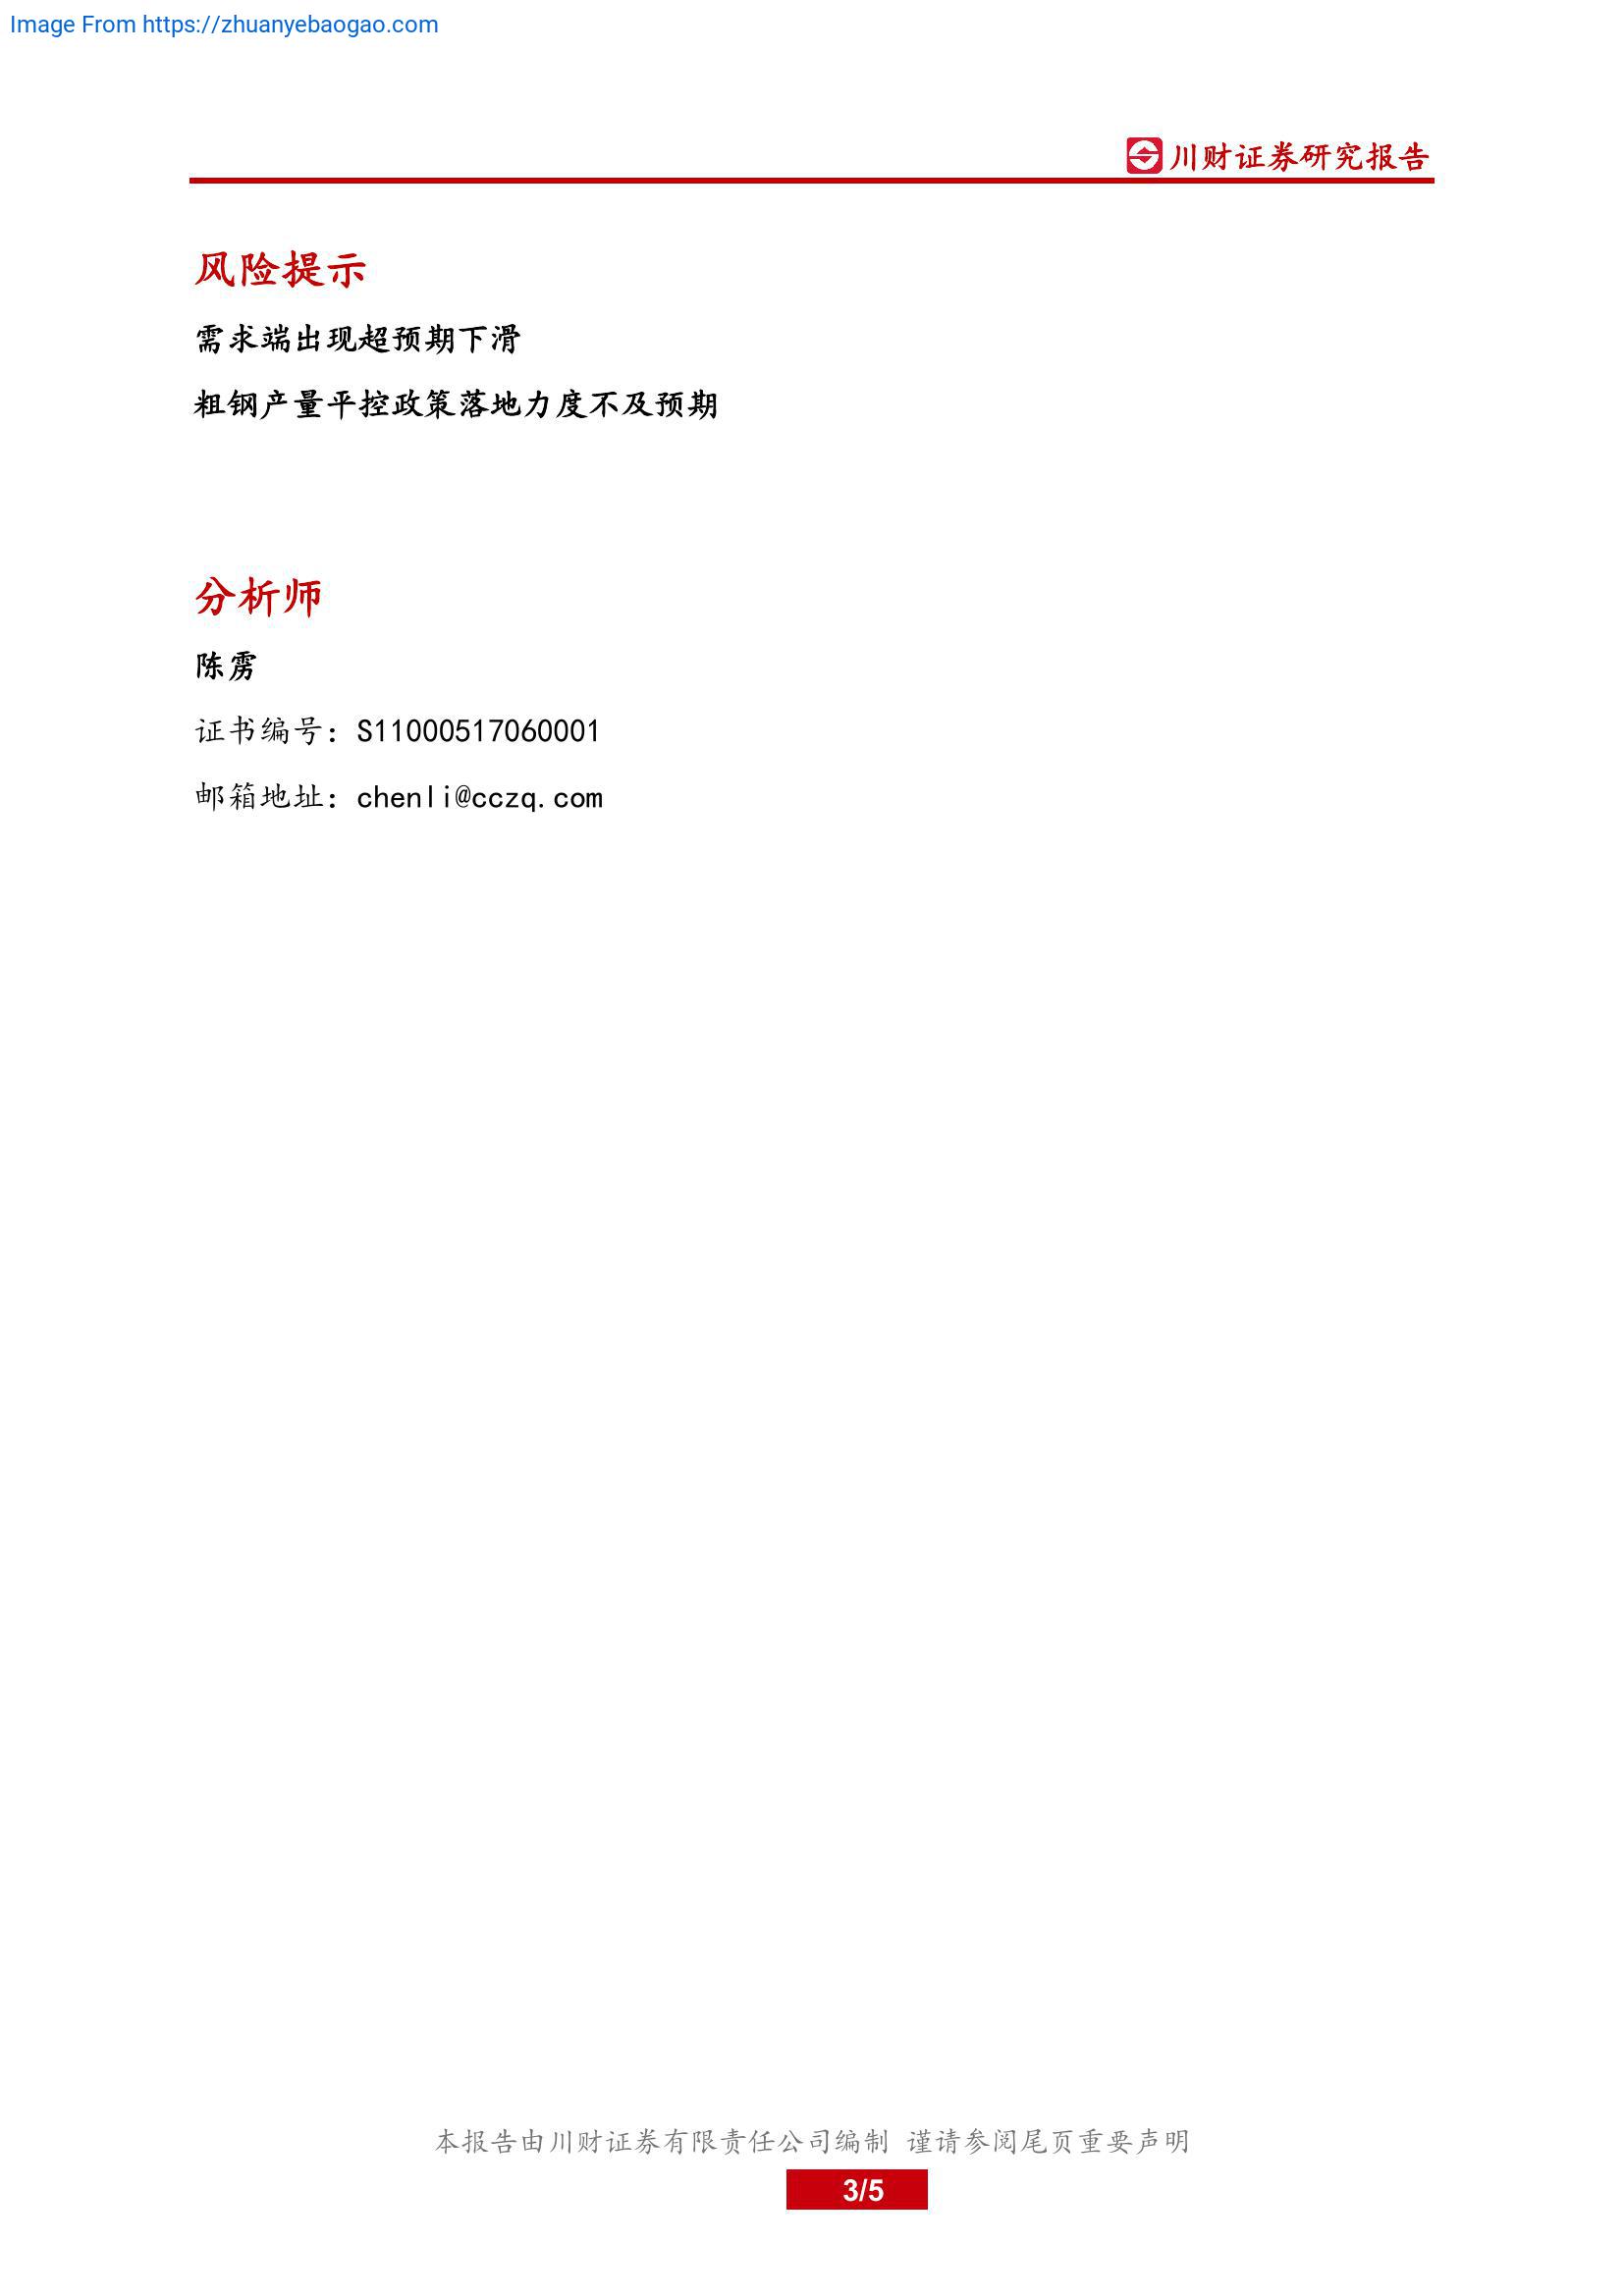 Image From https://zhuanyebaogao.com
川财证券研究报告
风险提示
需求端出现超预期下滑
粗钢产量平控政策落地力度不及预期
分析师
陈雳
证书编号：S11000517060001
邮箱地址：chenli@cczq.com
本报告由川财证券有限责任公司编制 谨请参阅尾页重要声明
3/5